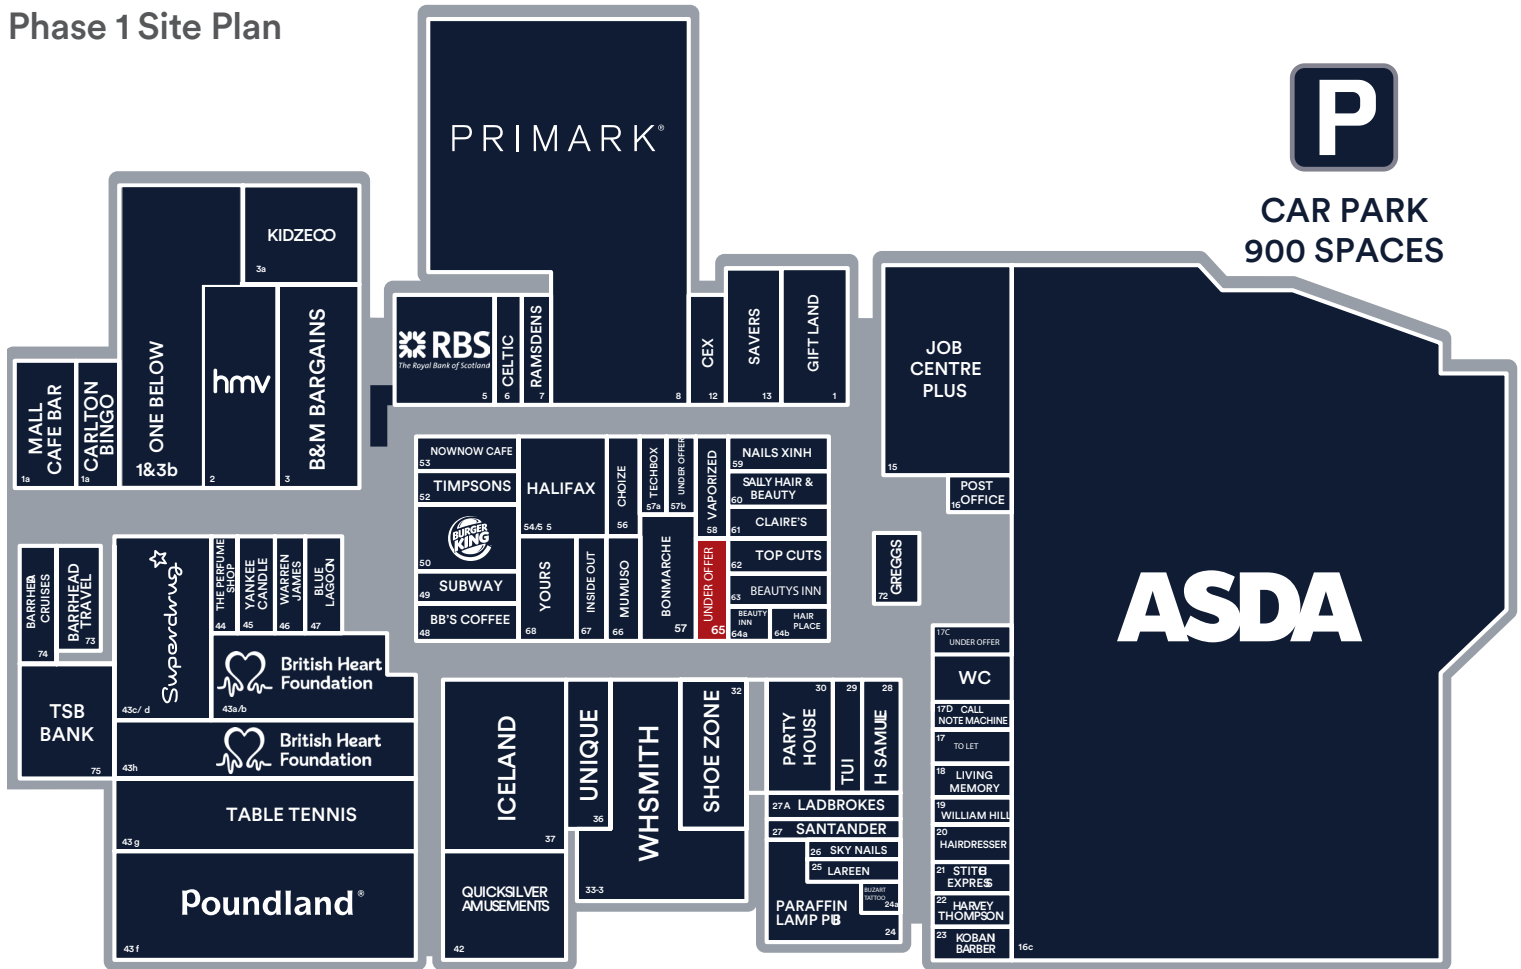 Phase 1 Site Plan
PRIMARK®
P
CAR PARK
900 SPACES
KIDZECO
3a
ONE BELOW
1&3b
hmv
2
B&M BARGAINS
3
MALL
CAFE BAR
1a
CARLTON
BINGO
1a
RBS
The Royal Bank of Scotland
5
CELTIC
6
RAMSDENS
7
8
CEX
12
SAVERS
13
GIFT LAND
1
JOB
CENTRE
PLUS
15
POST
OFFICE
16
ASDA
16c
NOWNOW CAFE
53
TIMPSONS
52
BURGER
KING
50
SUBWAY
49
BB'S COFFEE
48
HALIFAX
54/5 5
CHOIZE
56
TECHBOX
57a
UNDER OFFER
57b
VAPORIZED
58
NAILS XINH
59
SALLY HAIR &
BEAUTY
60
CLAIRE'S
61
TOP CUTS
62
BEAUTYS INN
63
BEAUTY
INN
64a
HAIR
PLACE
64b
YOURS
68
INSIDE OUT
67
MUMUSO
66
BONMARCHE
57
UNDER OFFER
65
GREGGS
72
BARRHEAD
CRUISES
74
BARRHEAD
TRAVEL
73
TSB
BANK
75
Superdrug
43c/ d
THE PERFUME
SHOP
44
YANKEE
CANDLE
45
WARREN
JAMES
46
BLUE
LAGOON
47
British Heart
Foundation
43a/b
British Heart
Foundation
43h
TABLE TENNIS
43 g
Poundland®
43 f
ICELAND
37
QUICKSILVER
AMUSEMENTS
42
UNIQUE
36
WHSMITH
33-3
SHOE ZONE
32
PARTY
HOUSE
30
TUI
29
H SAMUEL
28
27A LADBROKES
27 SANTANDER
26 SKY NAILS
25 LAREEN
BUZART
TATTOO
24a
PARAFFIN
LAMP PUB
24
17C
UNDER OFFER
WC
17D CALL
NOTE MACHINE
17
TO LET
18 LIVING
MEMORY
19
WILLIAM HILL
20
HAIRDRESSER
21 STITCH
EXPRESS
22 HARVEY
THOMPSON
23 KOBAN
BARBER